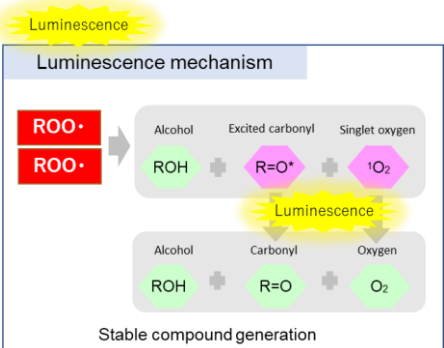 Luminescence
Luminescence mechanism
ROO·
ROO·
Alcohol Excited carbonyl Singlet oxygen
ROH R=O* ¹O₂
Luminescence
Alcohol Carbonyl Oxygen
ROH R=O O₂
Stable compound generation